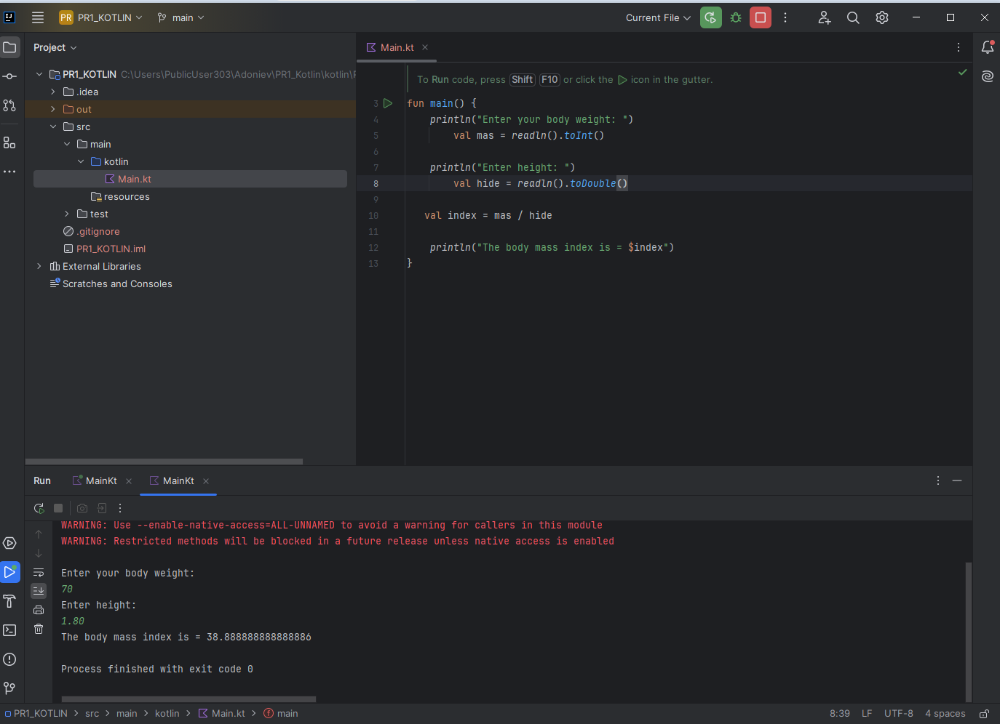 PR PR1_KOTLIN main Current File
Project
Main.kt
PR1_KOTLIN C:\Users\PublicUser303\Adoniev\PR1_Kotlin\kotlin\
.idea
out
src
main
kotlin
Main.kt
resources
test
.gitignore
PR1_KOTLIN.iml
External Libraries
Scratches and Consoles
To Run code, press Shift F10 or click the icon in the gutter.
3 fun main() {
4 println("Enter your body weight: ")
5 val mas = readln().toInt()
6
7 println("Enter height: ")
8 val hide = readln().toDouble()
9
10 val index = mas / hide
11
12 println("The body mass index is = $index")
13 }
Run MainKt MainKt
WARNING: Use --enable-native-access=ALL-UNNAMED to avoid a warning for callers in this module
WARNING: Restricted methods will be blocked in a future release unless native access is enabled
Enter your body weight:
70
Enter height:
1.80
The body mass index is = 38.888888888888886
Process finished with exit code 0
PR1_KOTLIN > src > main > kotlin > Main.kt > main 8:39 LF UTF-8 4 spaces